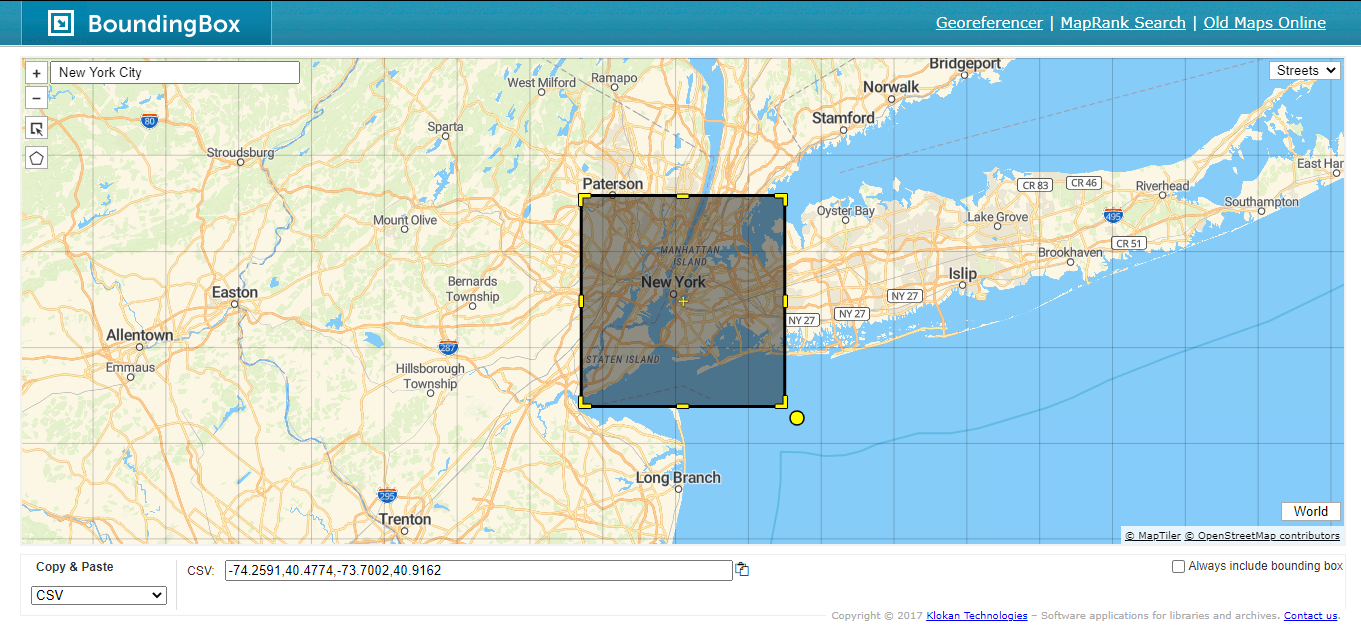 BoundingBox
Georeferencer | MapRank Search | Old Maps Online
+
New York City
Streets
−
Bridgeport
West Milford
Ramapo
Norwalk
80
Stamford
Sparta
Stroudsburg
East Har
Paterson
CR 83
CR 46
Riverhead
Southampton
Mount Olive
Oyster Bay
Lake Grove
495
CR 51
MANHATTAN
ISLAND
Brookhaven
Bernards
Township
New York
Islip
Easton
NY 27
NY 27
NY 27
Allentown
287
STATEN ISLAND
Emmaus
Hillsborough
Township
Long Branch
295
Trenton
World
© MapTiler © OpenStreetMap contributors
Copy & Paste
CSV: -74.2591,40.4774,-73.7002,40.9162
Always include bounding box
CSV
Copyright © 2017 Klokan Technologies – Software applications for libraries and archives. Contact us.